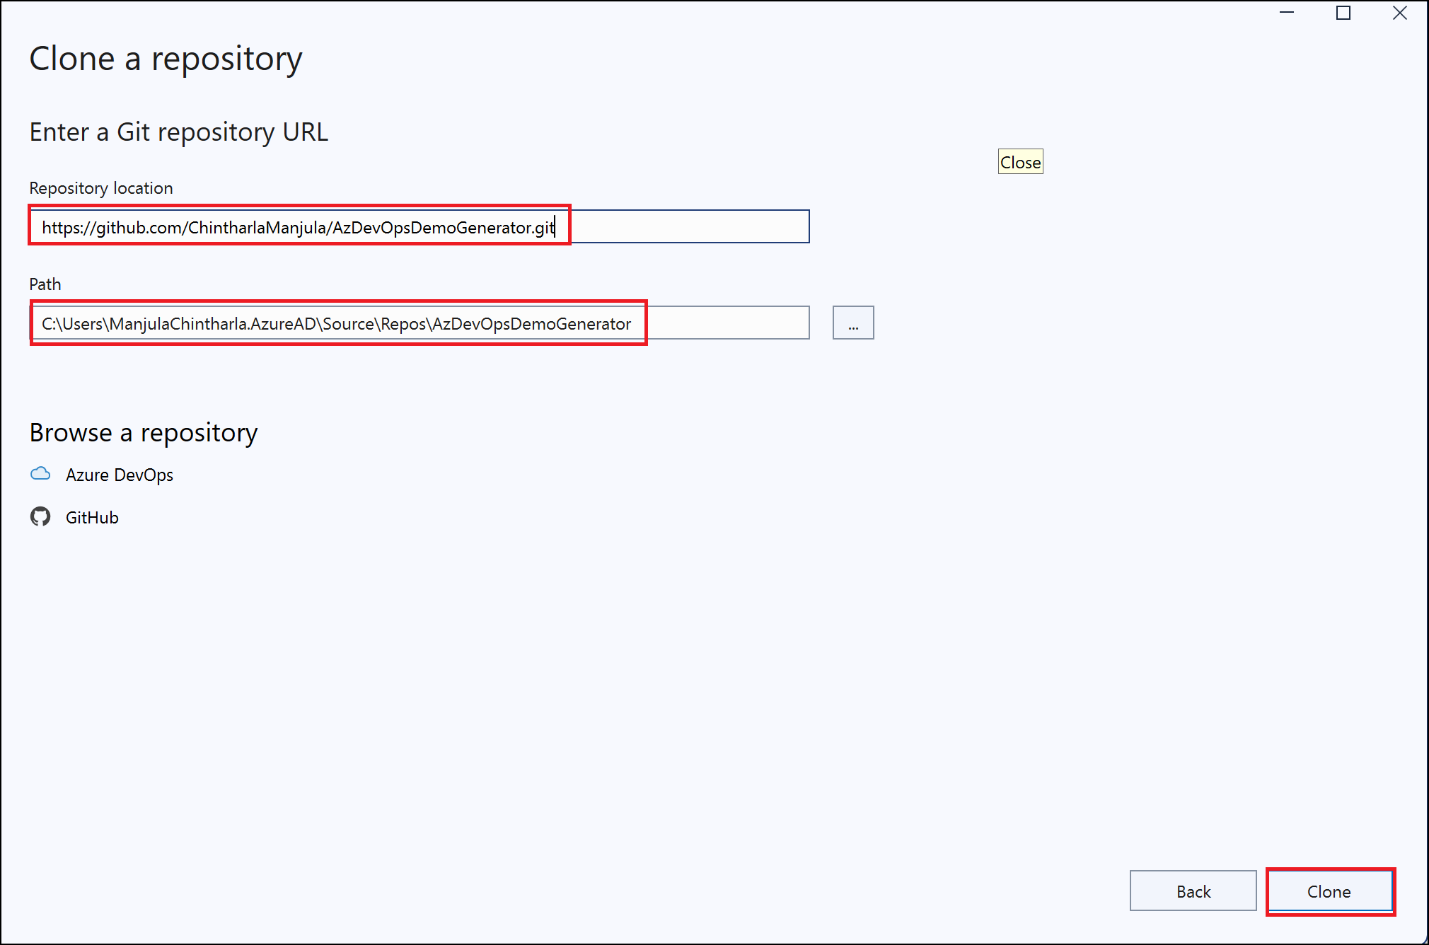 Clone a repository
Enter a Git repository URL
Close
Repository location
https://github.com/ChintharlaManjula/AzDevOpsDemoGenerator.git
Path
C:\Users\ManjulaChintharla.AzureAD\Source\Repos\AzDevOpsDemoGenerator
...
Browse a repository
Azure DevOps
GitHub
Back
Clone